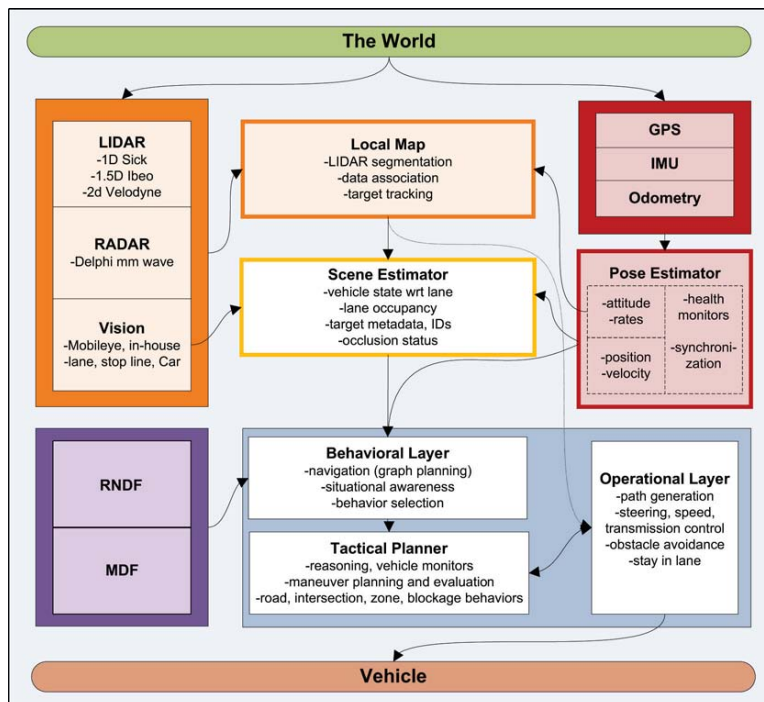 The World
LIDAR
-1D Sick
-1.5D Ibeo
-2d Velodyne
RADAR
-Delphi mm wave
Vision
-Mobileye, in-house
-lane, stop line, Car
Local Map
-LIDAR segmentation
-data association
-target tracking
GPS
IMU
Odometry
Scene Estimator
-vehicle state wrt lane
-lane occupancy
-target metadata, IDs
-occlusion status
Pose Estimator
-attitude
-rates
-health
monitors
-position
-velocity
-synchroni-
zation
RNDF
MDF
Behavioral Layer
-navigation (graph planning)
-situational awareness
-behavior selection
Tactical Planner
-reasoning, vehicle monitors
-maneuver planning and evaluation
-road, intersection, zone, blockage behaviors
Operational Layer
-path generation
-steering, speed,
transmission control
-obstacle avoidance
-stay in lane
Vehicle